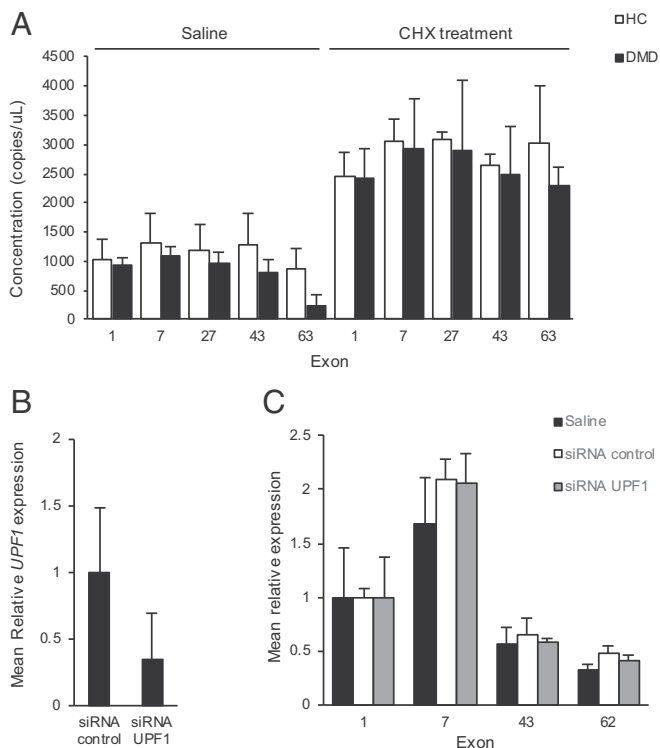 A
Saline
CHX treatment
HC
DMD
Concentration (copies/uL)
4500
4000
3500
3000
2500
2000
1500
1000
500
0
1 7 27 43 63 1 7 27 43 63
Exon
B
Mean Relative UPF1 expression
2
1.5
1
0.5
0
siRNA control
siRNA UPF1
C
Saline
siRNA control
siRNA UPF1
Mean relative expression
2.5
2
1.5
1
0.5
0
1 7 43 62
Exon